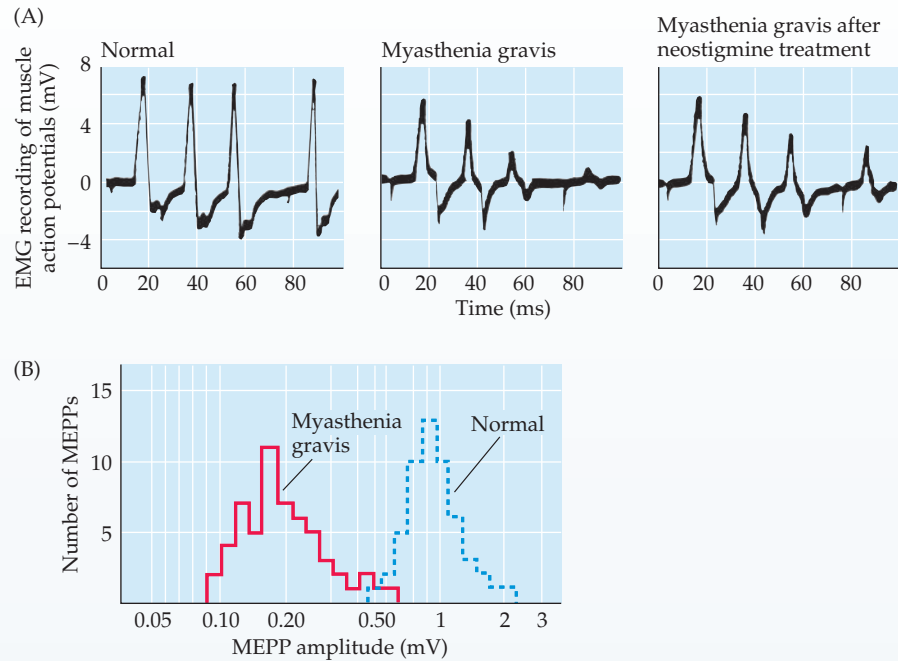 (A)
Normal
Myasthenia gravis
Myasthenia gravis after
neostigmine treatment
EMG recording of muscle
action potentials (mV)
8
4
0
−4
0 20 40 60 80
0 20 40 60 80
0 20 40 60 80
Time (ms)
(B)
Number of MEPPs
15
10
5
Myasthenia
gravis
Normal
0.05 0.10 0.20 0.50 1 2 3
MEPP amplitude (mV)